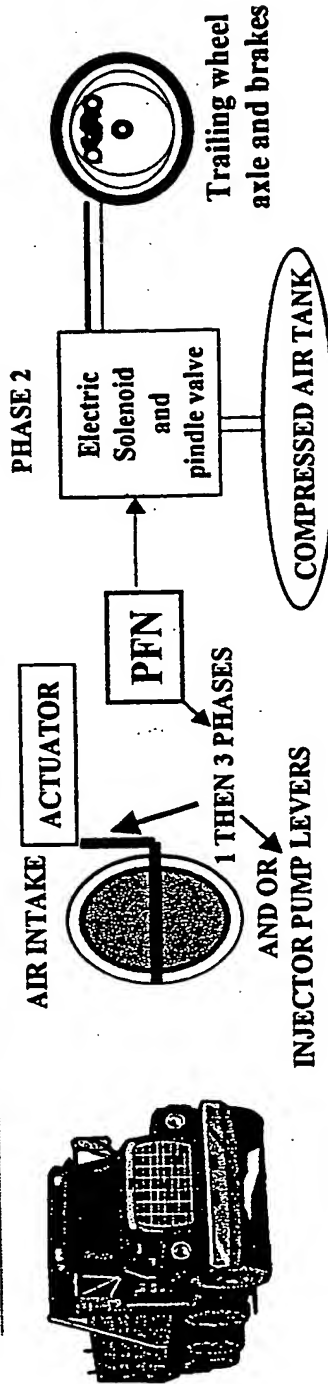 AIR INTAKE
ACTUATOR
PFN
1 THEN 3 PHASES
AND OR
INJECTOR PUMP LEVERS
PHASE 2
Electric
Solenoid
and
pindle valve
COMPRESSED AIR TANK
Trailing wheel
axle and brakes